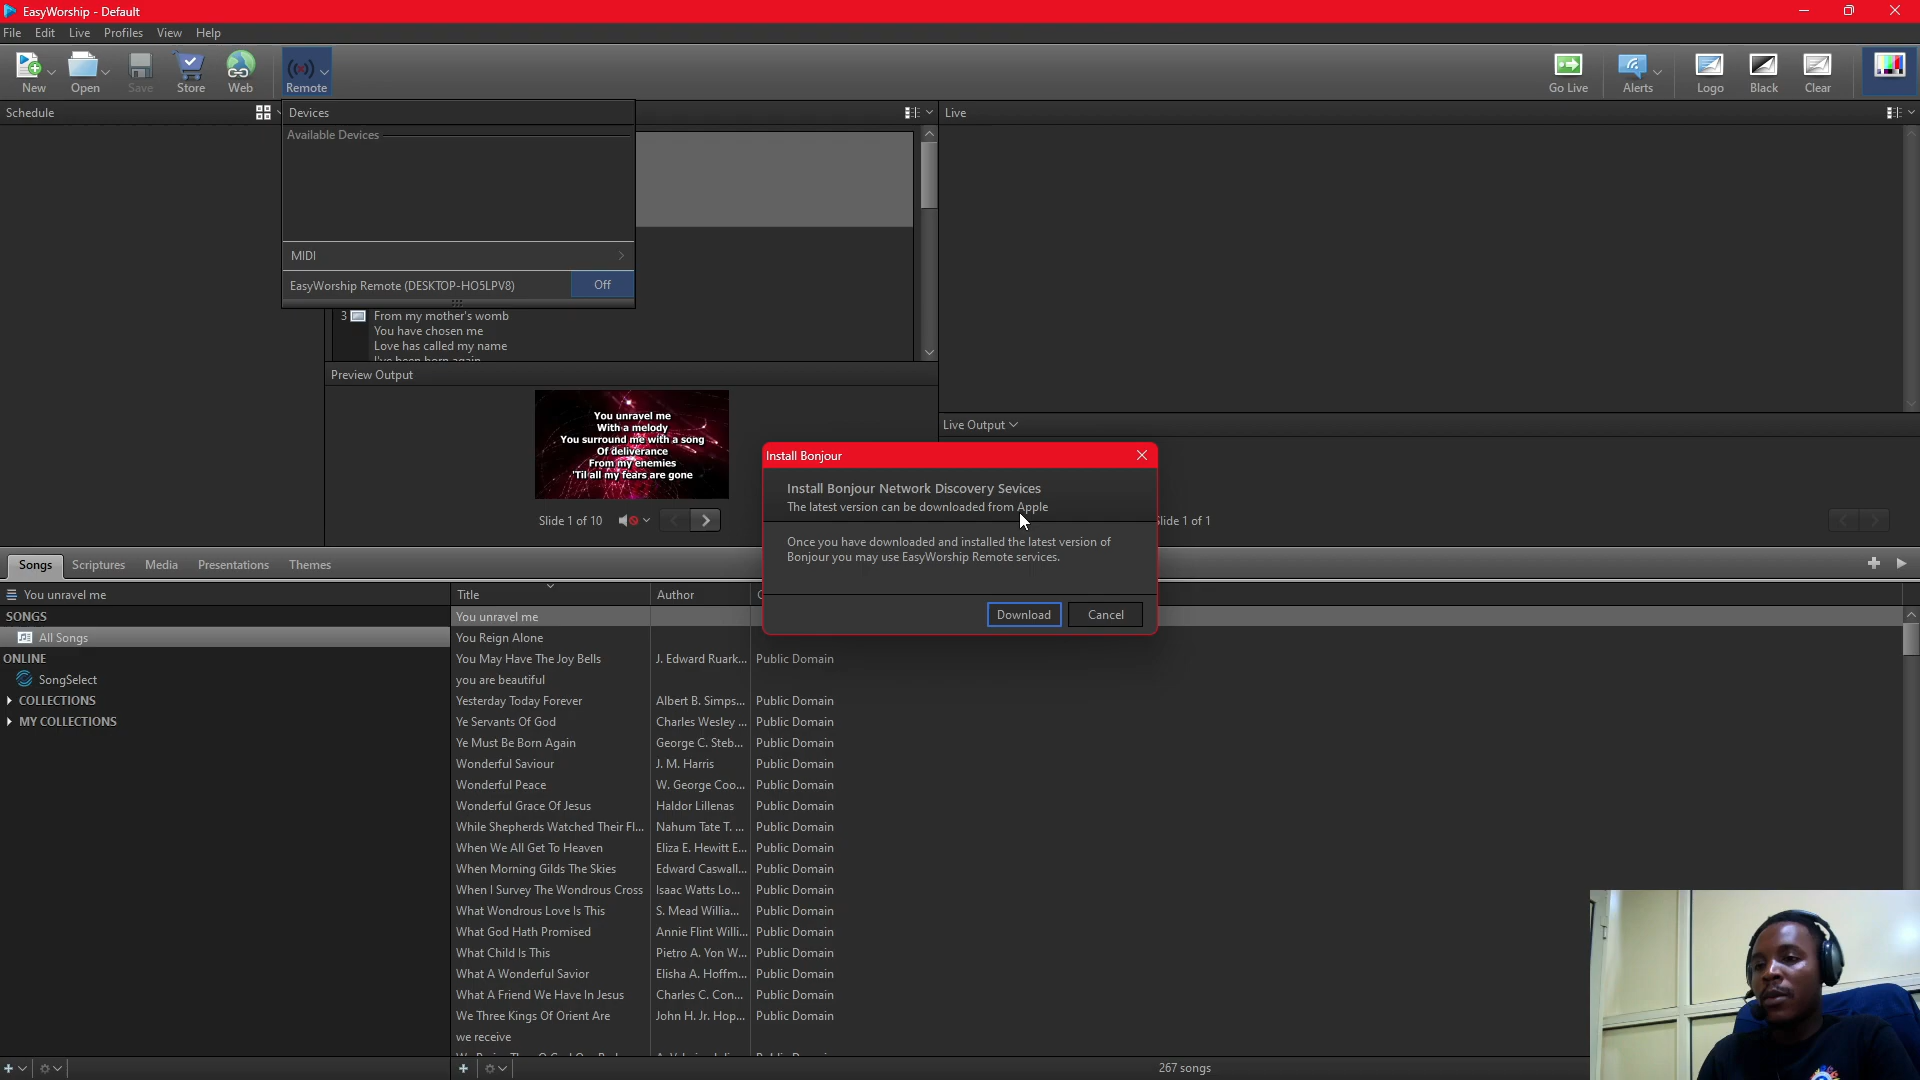 EasyWorship - Default
File Edit Live Profiles View Help
New Open Save Store Web Remote Go Live Alerts Logo Black Clear
Schedule
Devices
Live
Available Devices
MIDI
EasyWorship Remote (DESKTOP-HO5LPV8) Off
3 From my mother's womb
You have chosen me
Love has called my name
I've been born again
Preview Output
You unravel me
With a melody
You surround me with a song
Of deliverance
From my enemies
'Til all my fears are gone
Slide 1 of 10
Live Output
Slide 1 of 1
Install Bonjour
Install Bonjour Network Discovery Sevices
The latest version can be downloaded from Apple
Once you have downloaded and installed the latest version of
Bonjour you may use EasyWorship Remote services.
Download Cancel
Songs Scriptures Media Presentations Themes
You unravel me
SONGS
All Songs
ONLINE
SongSelect
COLLECTIONS
MY COLLECTIONS
Title Author
You unravel me
You Reign Alone
You May Have The Joy Bells J. Edward Ruark... Public Domain
you are beautiful
Yesterday Today Forever Albert B. Simps... Public Domain
Ye Servants Of God Charles Wesley ... Public Domain
Ye Must Be Born Again George C. Steb... Public Domain
Wonderful Saviour J. M. Harris Public Domain
Wonderful Peace W. George Coo... Public Domain
Wonderful Grace Of Jesus Haldor Lillenas Public Domain
While Shepherds Watched Their Fl... Nahum Tate T. ... Public Domain
When We All Get To Heaven Eliza E. Hewitt E... Public Domain
When Morning Gilds The Skies Edward Caswall... Public Domain
When I Survey The Wondrous Cross Isaac Watts Lo... Public Domain
What Wondrous Love Is This S. Mead Willia... Public Domain
What God Hath Promised Annie Flint Willi... Public Domain
What Child Is This Pietro A. Yon W... Public Domain
What A Wonderful Savior Elisha A. Hoffm... Public Domain
What A Friend We Have In Jesus Charles C. Con... Public Domain
We Three Kings Of Orient Are John H. Jr. Hop... Public Domain
we receive
267 songs